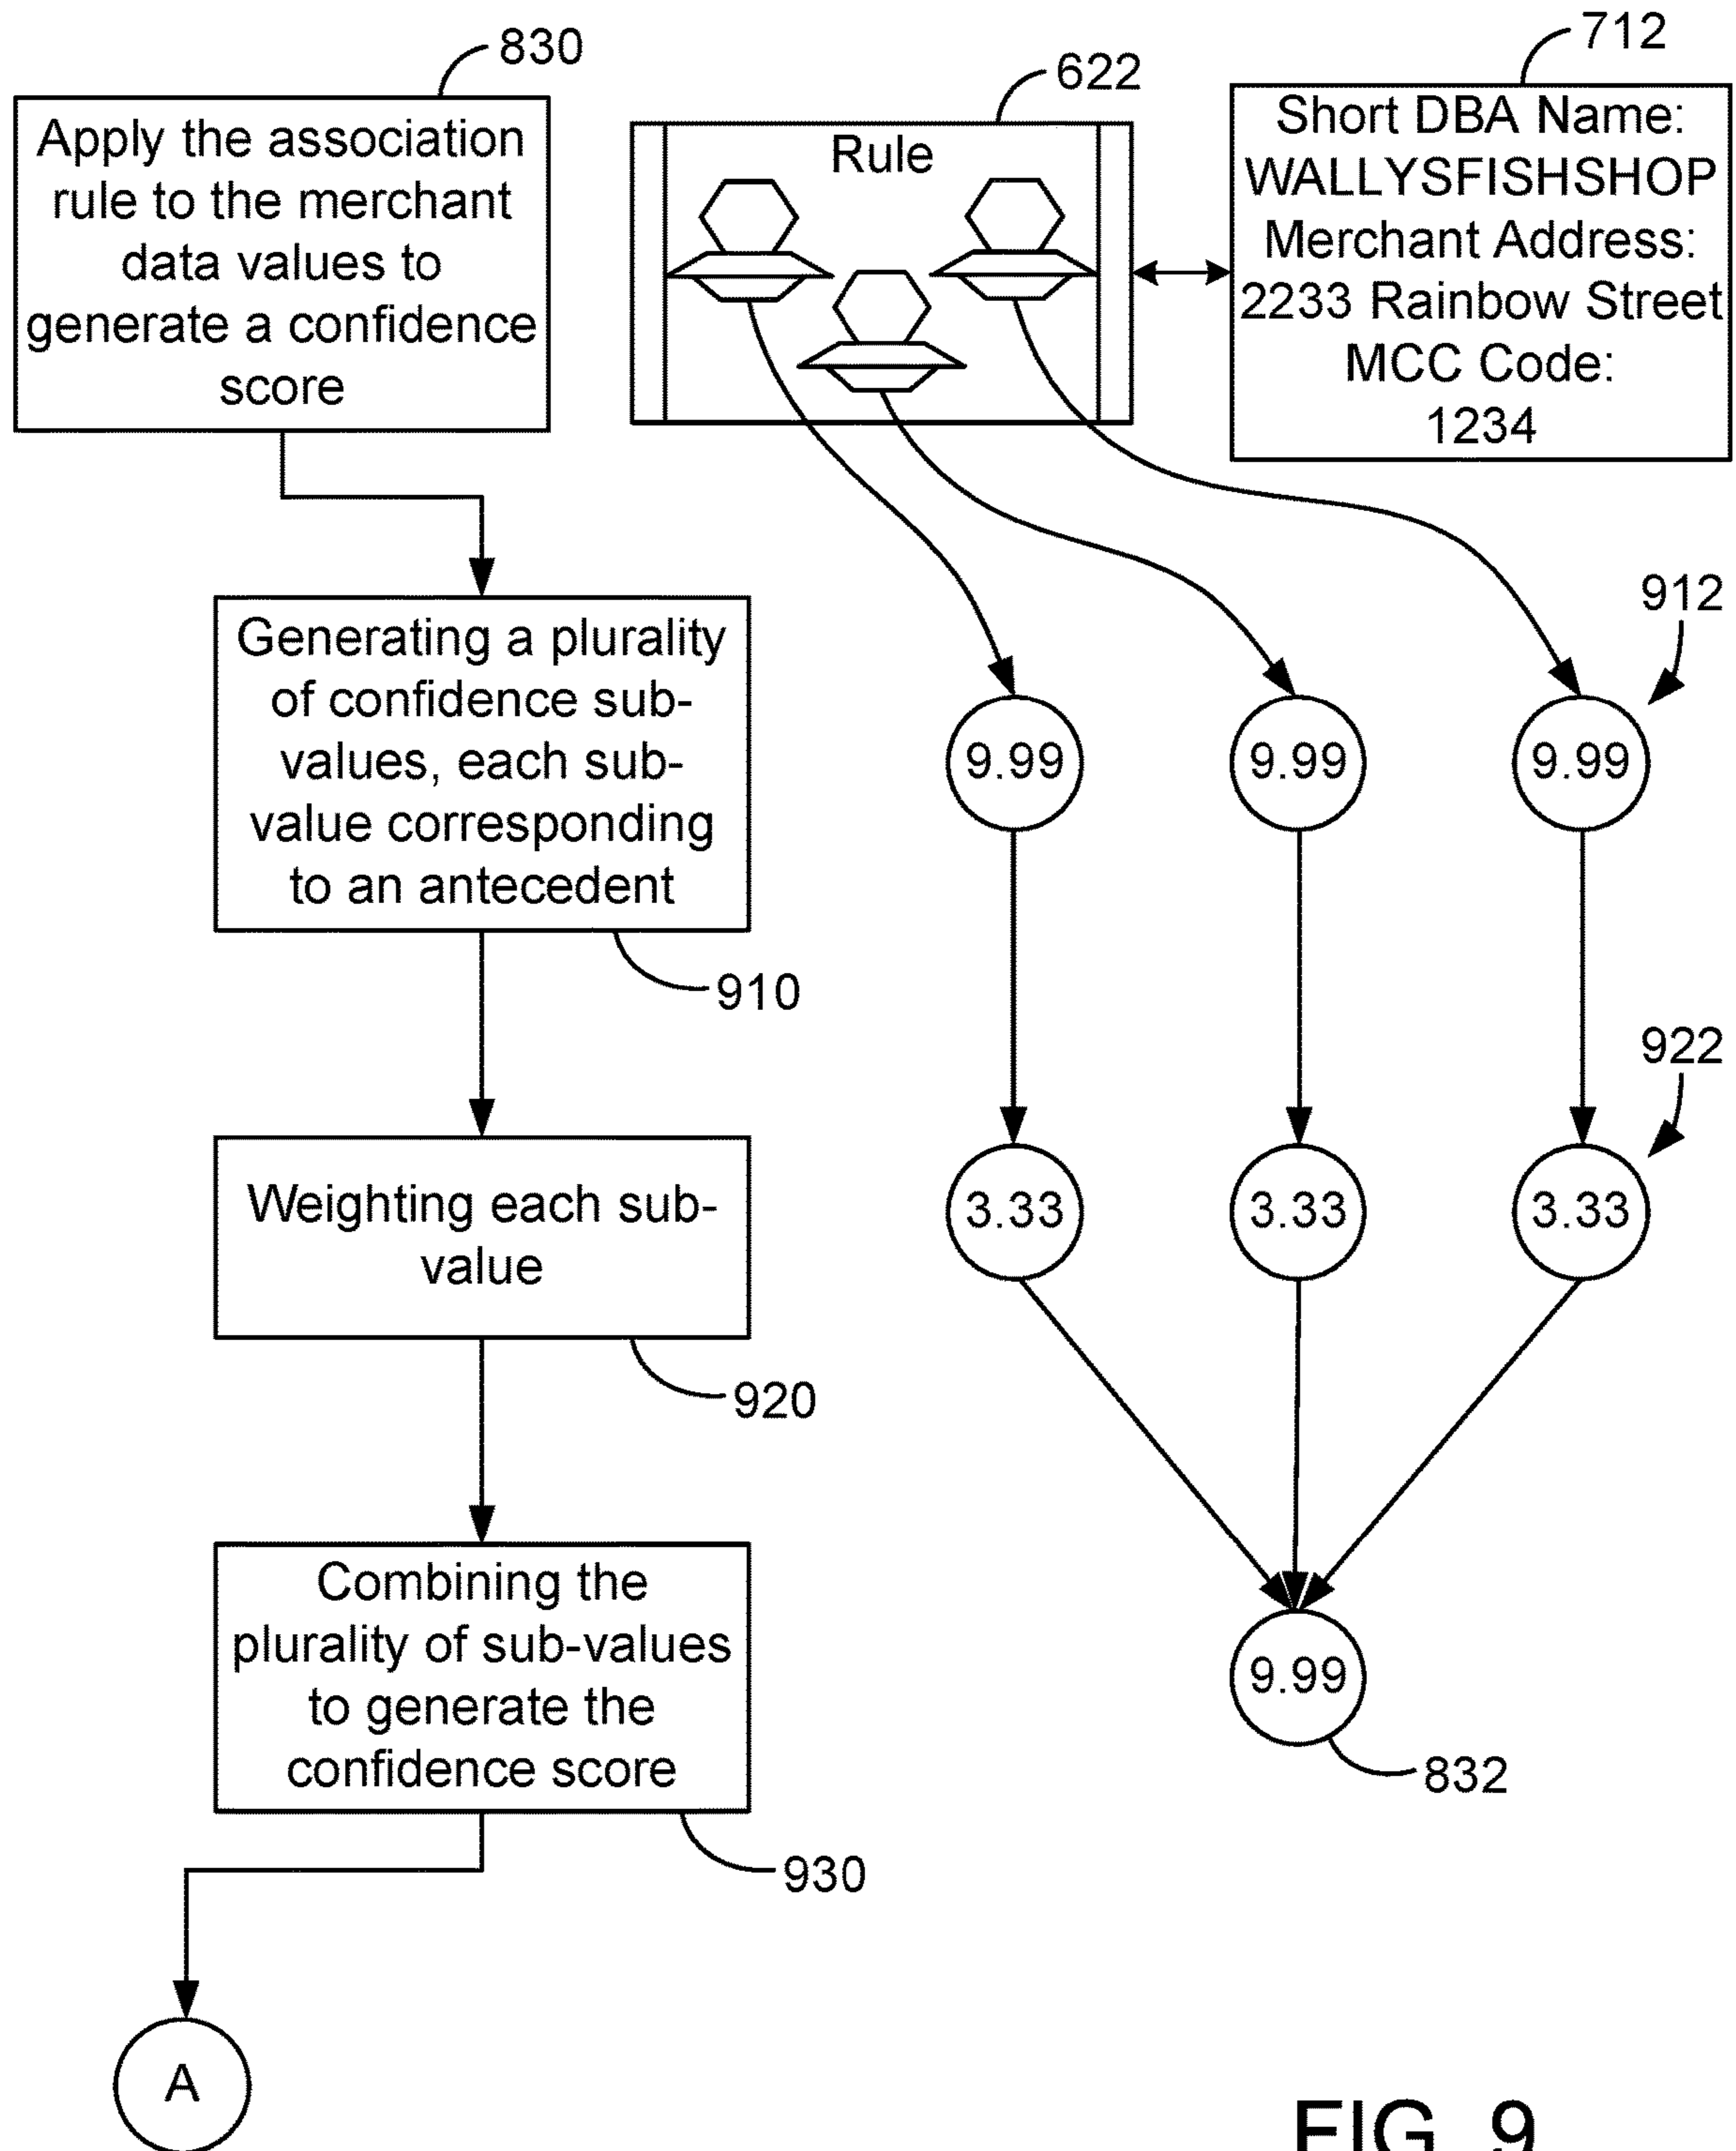 830
Apply the association
rule to the merchant
data values to
generate a confidence
score
622
Rule
712
Short DBA Name:
WALLYSFISHSHOP
Merchant Address:
2233 Rainbow Street
MCC Code:
1234
Generating a plurality
of confidence sub-
values, each sub-
value corresponding
to an antecedent
910
912
9.99
9.99
9.99
Weighting each sub-
value
920
922
3.33
3.33
3.33
Combining the
plurality of sub-values
to generate the
confidence score
930
9.99
832
A
FIG. 9